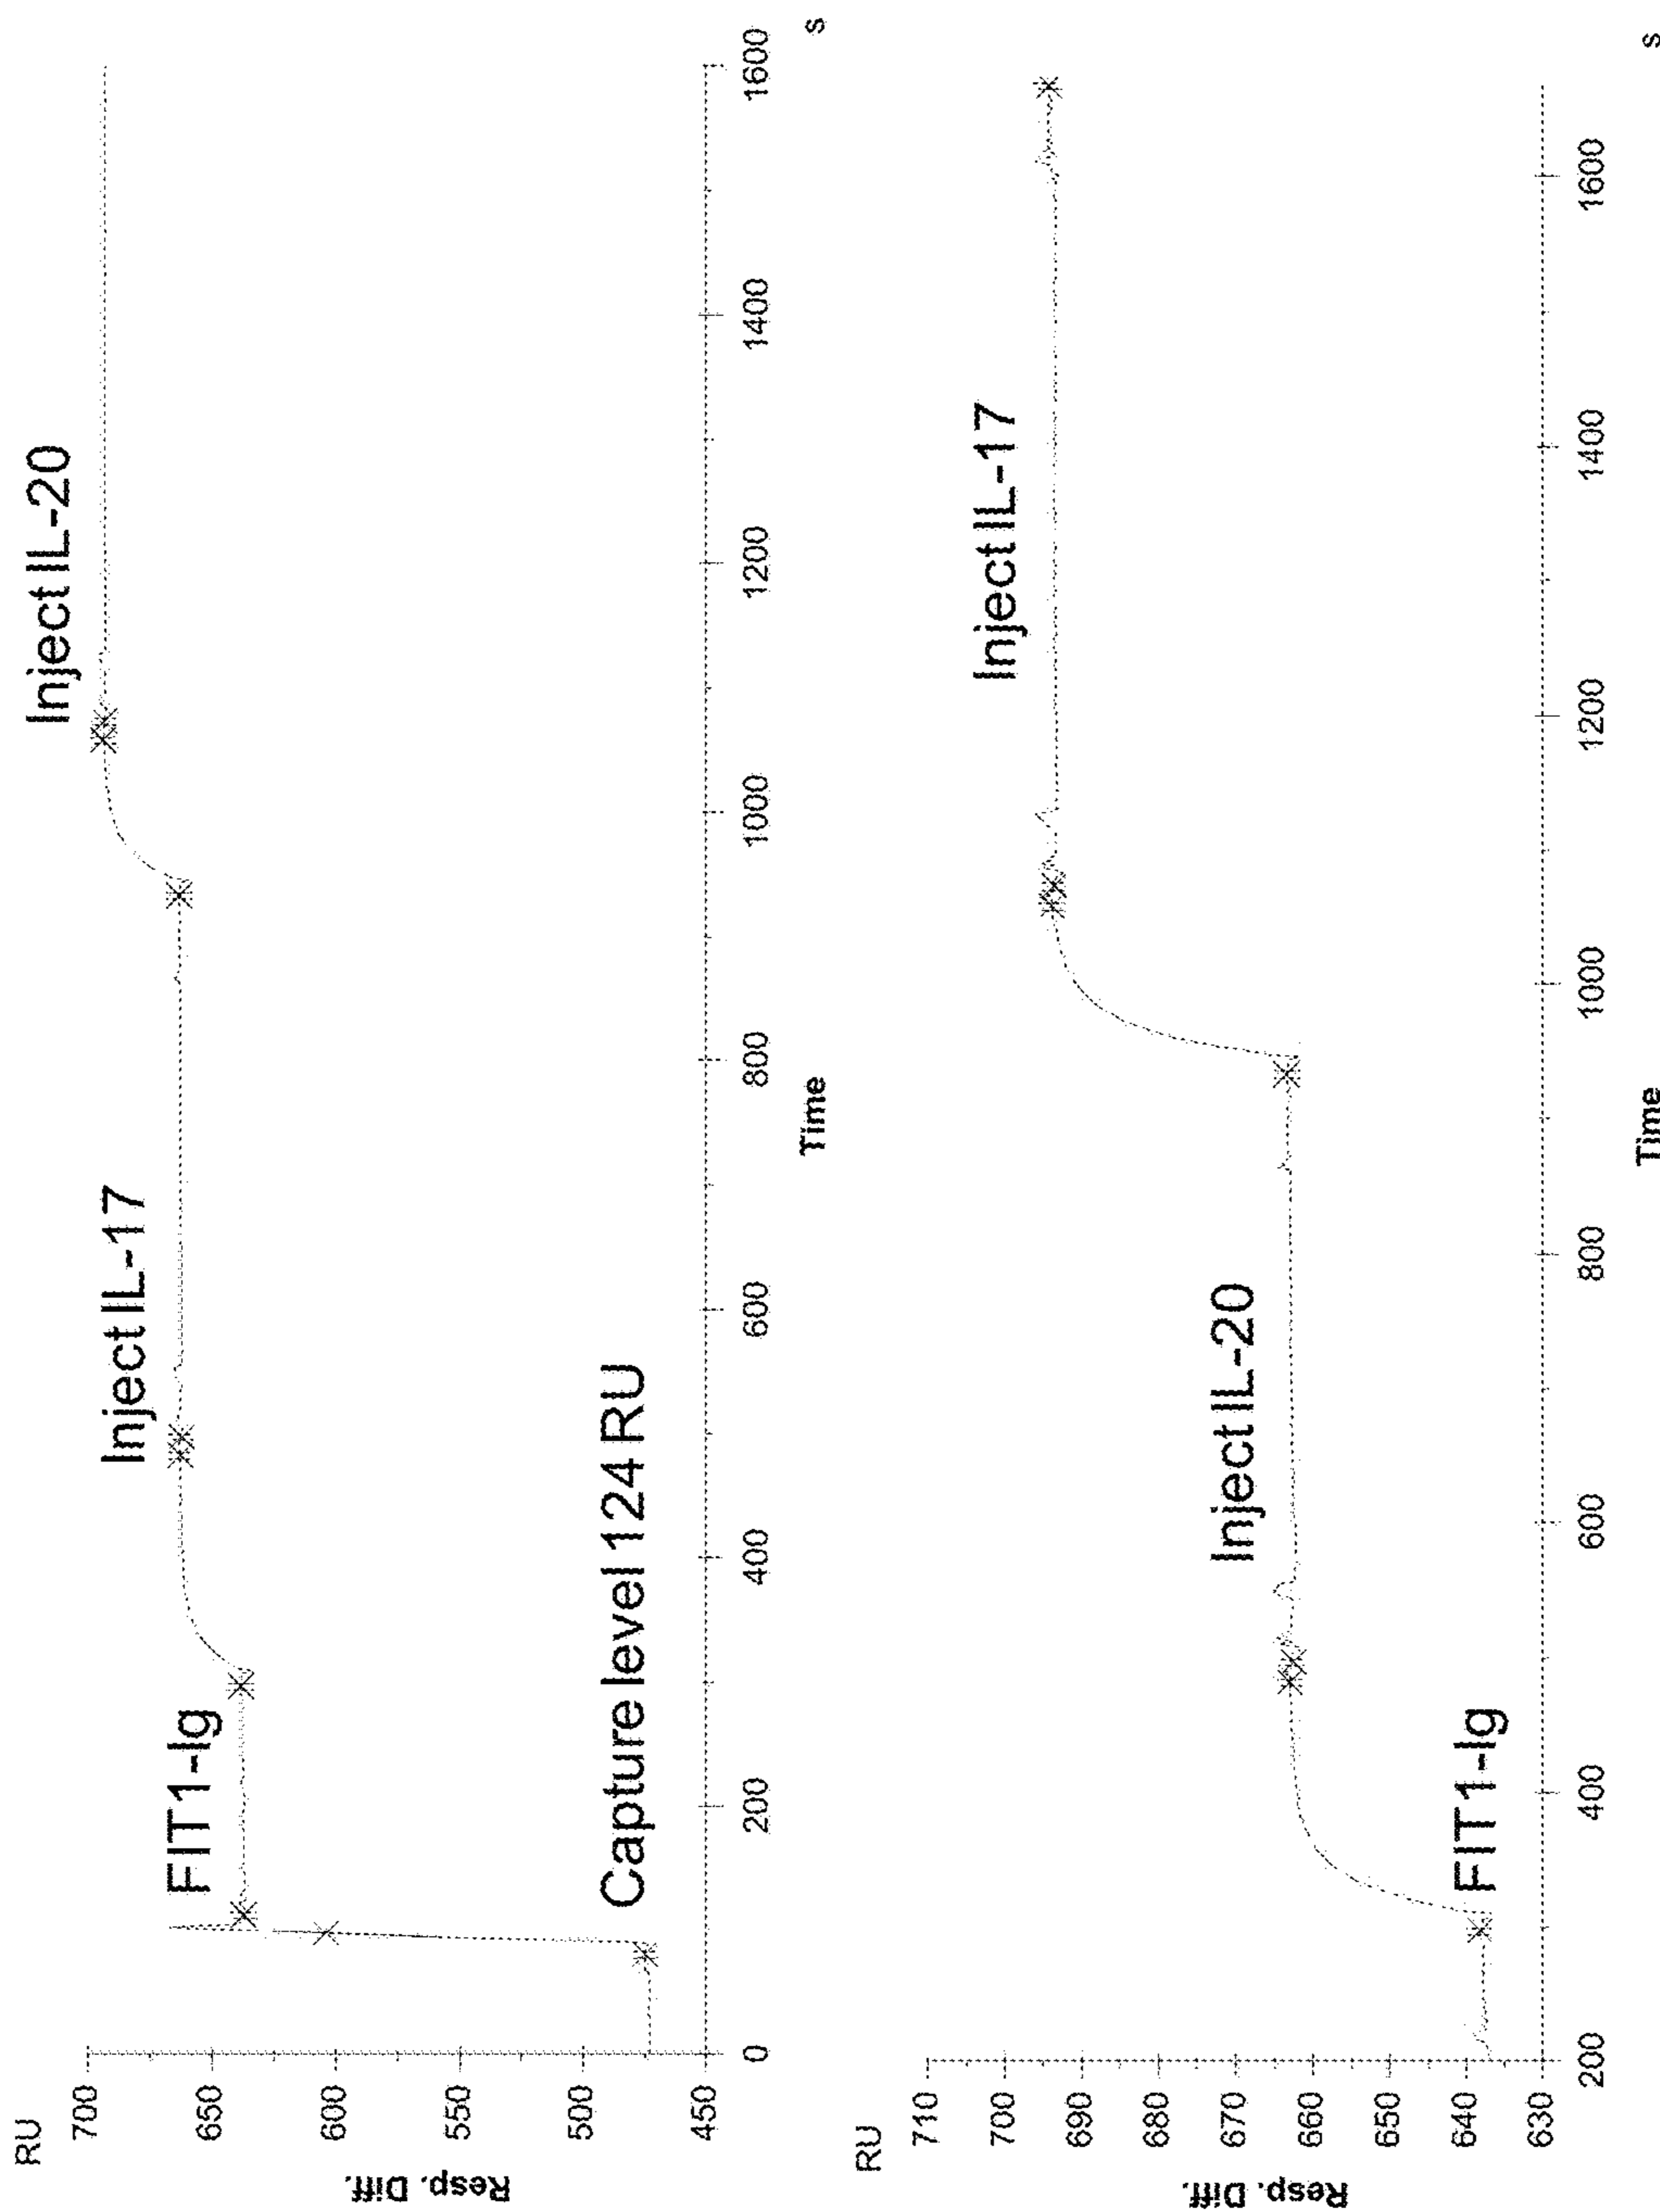 RU
700
650
600
550
500
450
Resp. Diff.
FIT1-Ig
Inject IL-17
Inject IL-20
Capture level 124 RU
0 200 400 600 800 1000 1200 1400 1600
Time s
RU
710
700
690
680
670
660
650
640
630
Resp. Diff.
FIT1-Ig
Inject IL-20
Inject IL-17
200 400 600 800 1000 1200 1400 1600
Time s